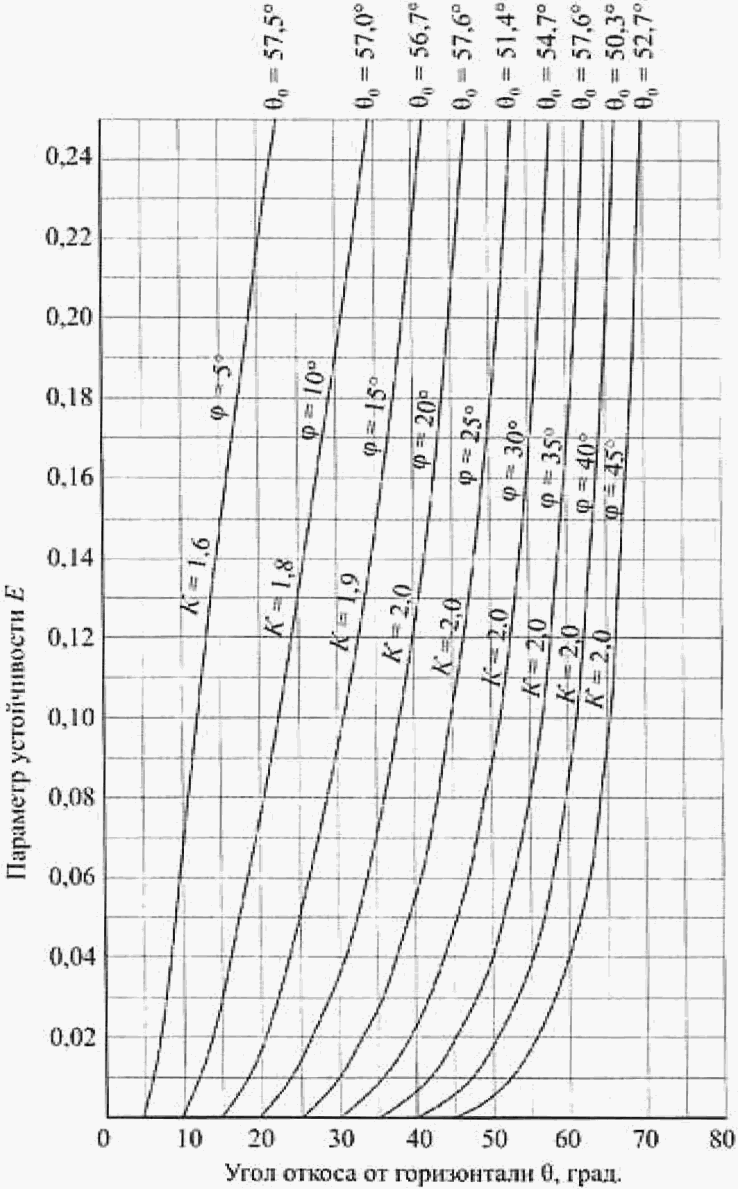 θ₀ = 57,5°
θ₀ = 57,0°
θ₀ = 56,7°
θ₀ = 57,6°
θ₀ = 51,4°
θ₀ = 54,7°
θ₀ = 57,6°
θ₀ = 50,3°
θ₀ = 52,7°
0,24
0,22
0,20
0,18
0,16
0,14
0,12
0,10
0,08
0,06
0,04
0,02
Параметр устойчивости E
φ = 5°
φ = 10°
φ = 15°
φ = 20°
φ = 25°
φ = 30°
φ = 35°
φ = 40°
φ = 45°
K = 1,6
K = 1,8
K = 1,9
K = 2,0
K = 2,0
K = 2,0
K = 2,0
K = 2,0
K = 2,0
0 10 20 30 40 50 60 70 80
Угол откоса от горизонтали θ, град.